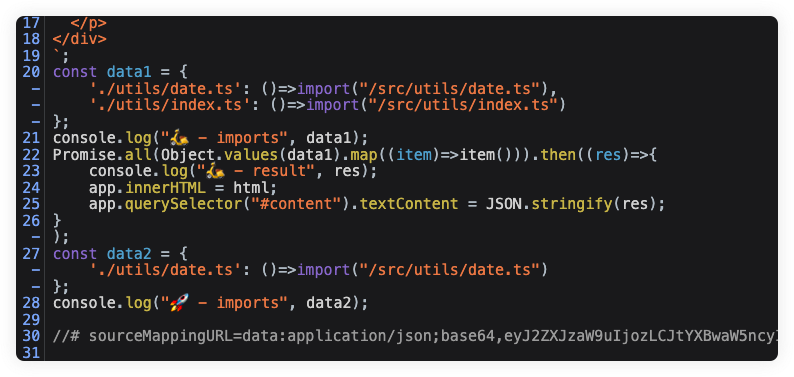 17   </p>
18 </div>
19 `;
20 const data1 = {
-     './utils/date.ts': ()=>import("/src/utils/date.ts"),
-     './utils/index.ts': ()=>import("/src/utils/index.ts")
- };
21 console.log("🛵 - imports", data1);
22 Promise.all(Object.values(data1).map((item)=>item())).then((res)=>{
23     console.log("🛵 - result", res);
24     app.innerHTML = html;
25     app.querySelector("#content").textContent = JSON.stringify(res);
26 }
- );
27 const data2 = {
-     './utils/date.ts': ()=>import("/src/utils/date.ts")
- };
28 console.log("🚀 - imports", data2);
29
30 //# sourceMappingURL=data:application/json;base64,eyJ2ZXJzaW9uIjozLCJtYXBwaW5ncyI
31